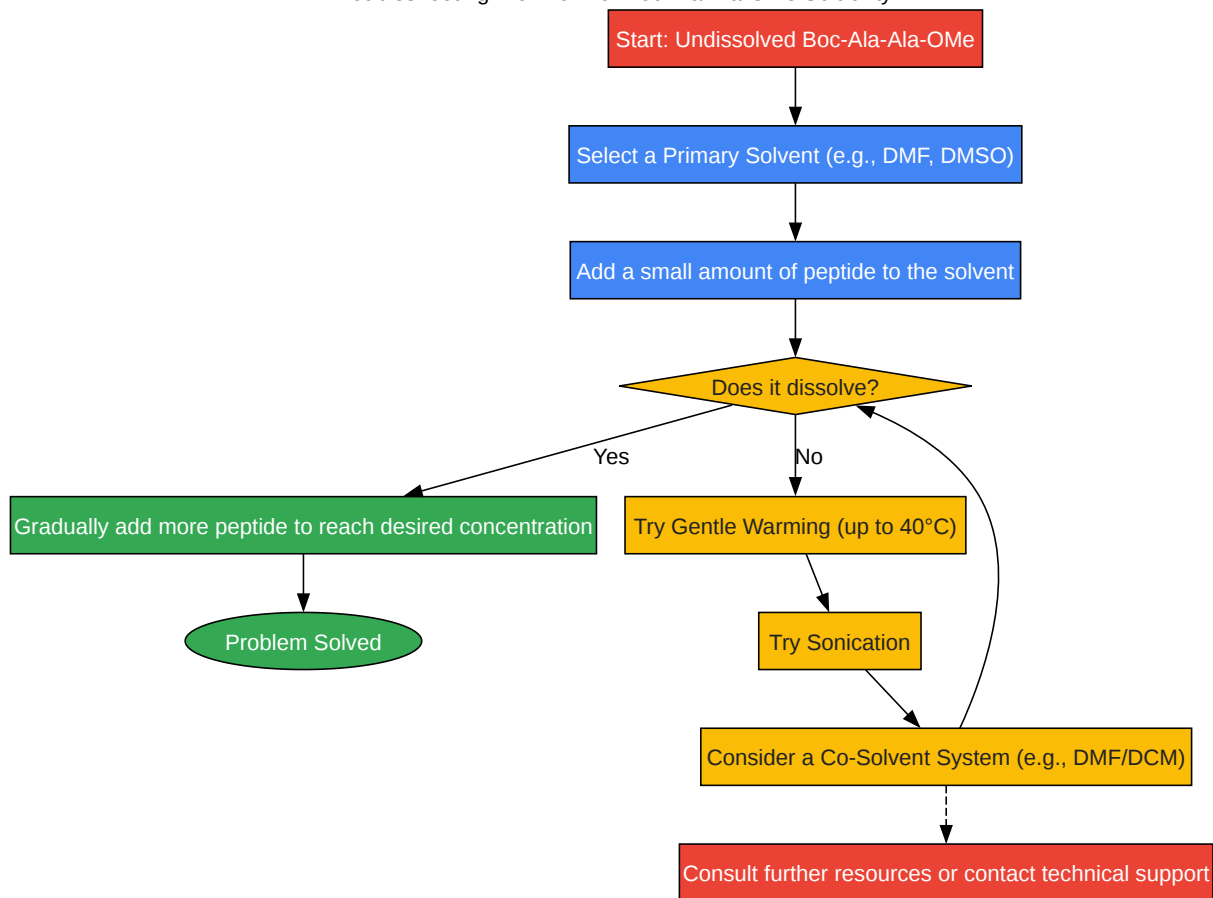 Start: Undissolved Boc-Ala-Ala-OMe
Select a Primary Solvent (e.g., DMF, DMSO)
Add a small amount of peptide to the solvent
Does it dissolve?
Yes
No
Gradually add more peptide to reach desired concentration
Try Gentle Warming (up to 40°C)
Problem Solved
Try Sonication
Consider a Co-Solvent System (e.g., DMF/DCM)
Consult further resources or contact technical support